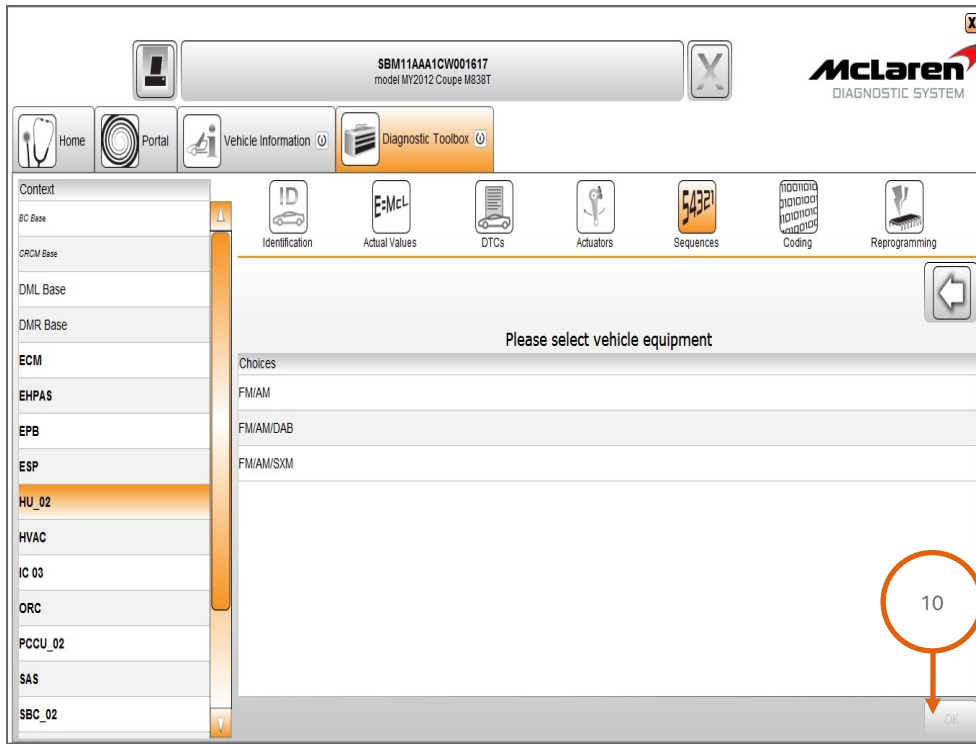 X
SBM11AAA1CW001617
model MY2012 Coupe M838T
X
McLaren
DIAGNOSTIC SYSTEM
Home
Portal
Vehicle Information
Diagnostic Toolbox
Context
BC Base
CRCM Base
DML Base
DMR Base
ECM
EHPAS
EPB
ESP
HU_02
HVAC
IC 03
ORC
PCCU_02
SAS
SBC_02
ID
Identification
E=McL
Actual Values
DTCs
Actuators
54321
Sequences
Coding
Reprogramming
Please select vehicle equipment
Choices
FM/AM
FM/AM/DAB
FM/AM/SXM
10
OK